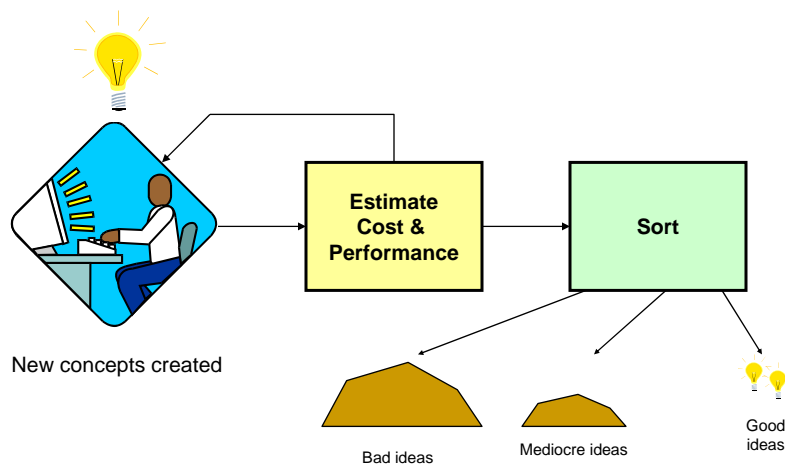 Estimate
Cost &
Performance
Sort
New concepts created
Bad ideas
Mediocre ideas
Good
ideas